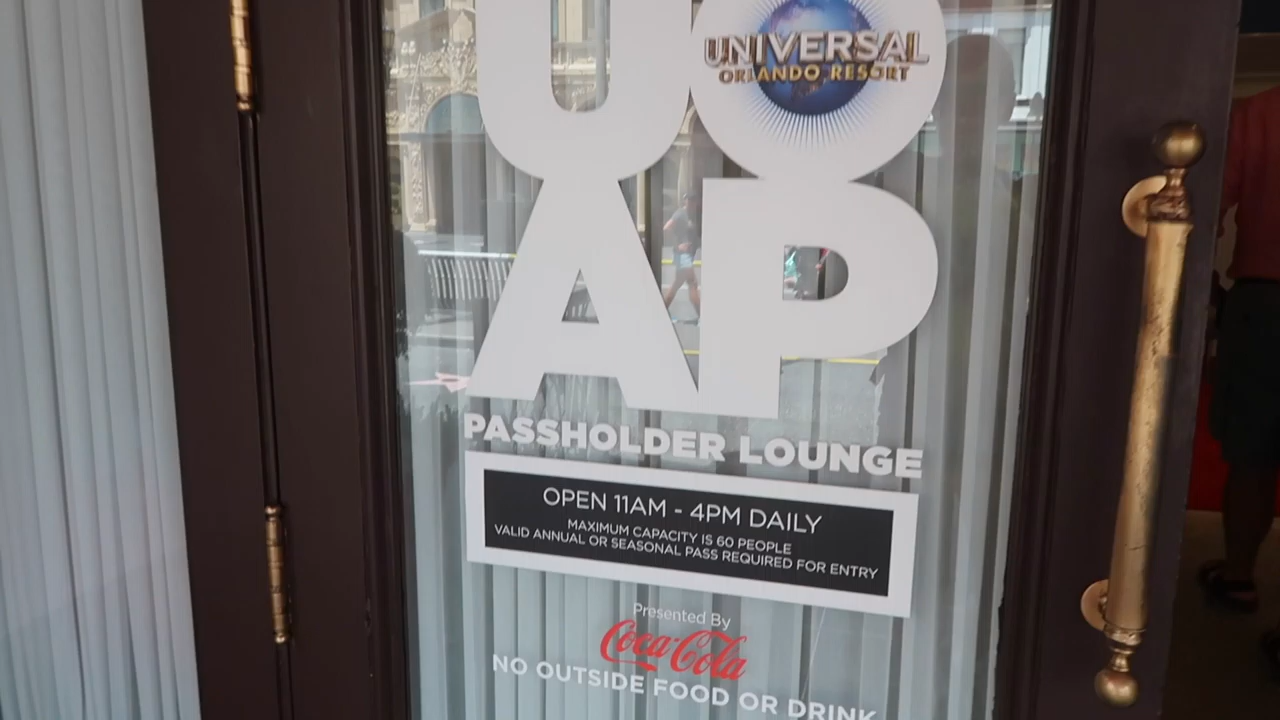 UO
UNIVERSAL
ORLANDO RESORT
AP
PASSHOLDER LOUNGE
OPEN 11AM - 4PM DAILY
MAXIMUM CAPACITY IS 60 PEOPLE
VALID ANNUAL OR SEASONAL PASS REQUIRED FOR ENTRY
Presented By
Coca-Cola
NO OUTSIDE FOOD OR DRINK